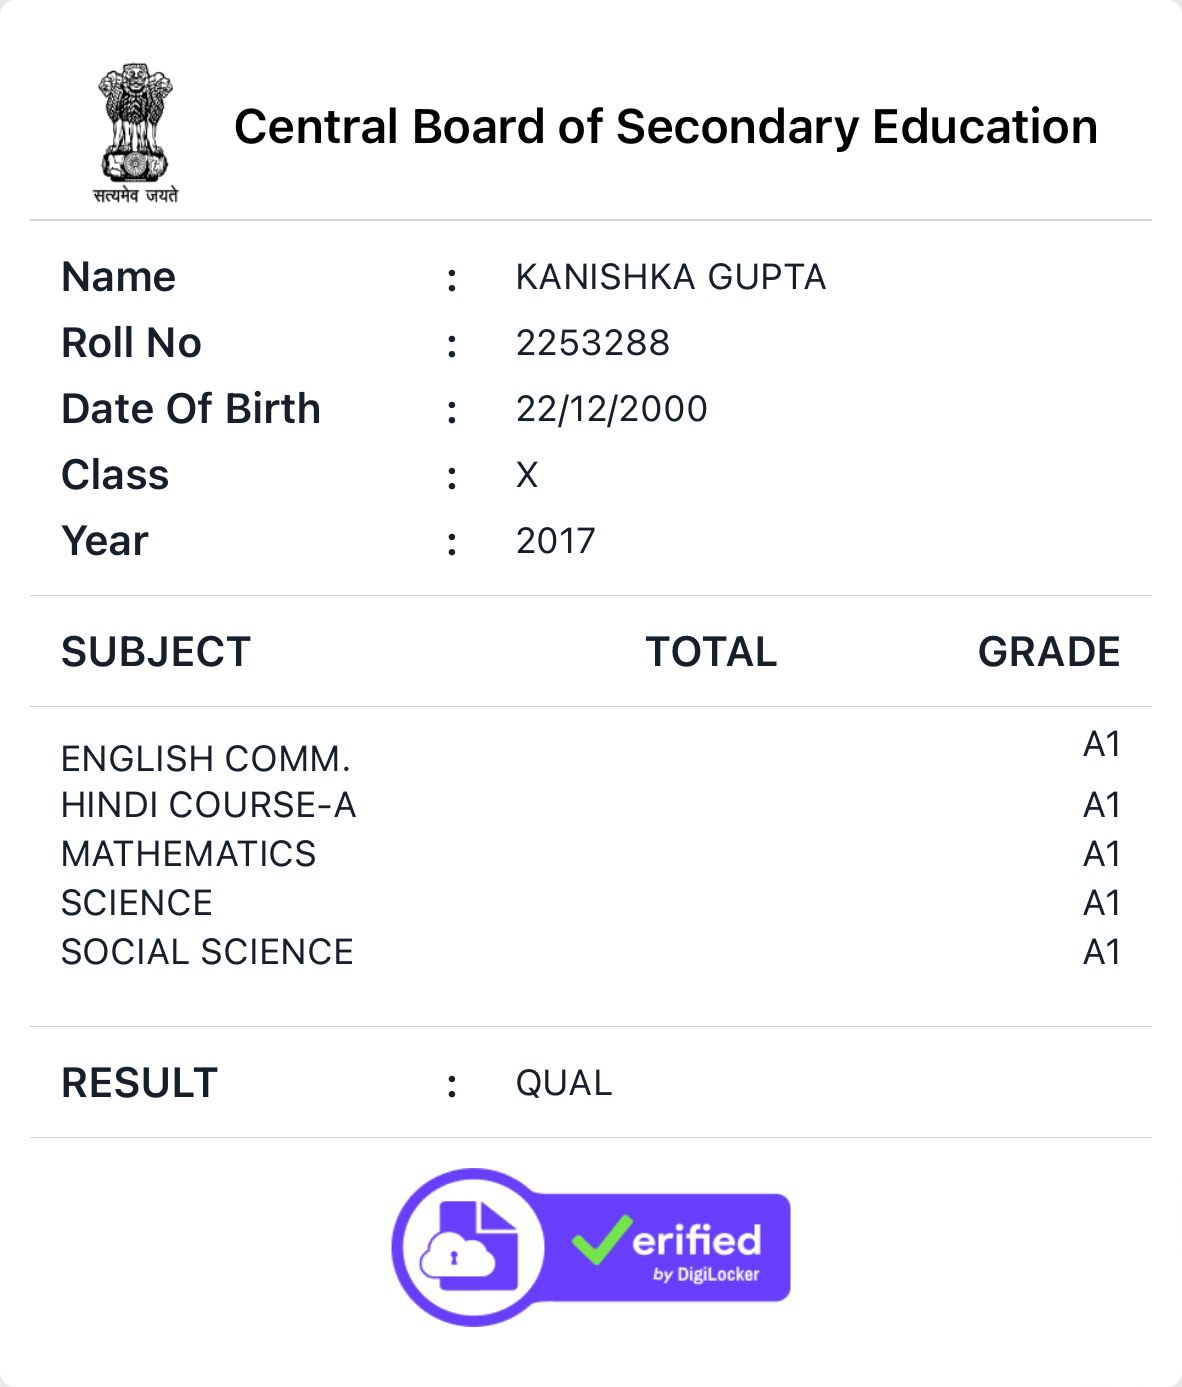 सत्यमेव जयते
Central Board of Secondary Education
Name : KANISHKA GUPTA
Roll No : 2253288
Date Of Birth : 22/12/2000
Class : X
Year : 2017
SUBJECT TOTAL GRADE
ENGLISH COMM. A1
HINDI COURSE-A A1
MATHEMATICS A1
SCIENCE A1
SOCIAL SCIENCE A1
RESULT : QUAL
Verified
by DigiLocker